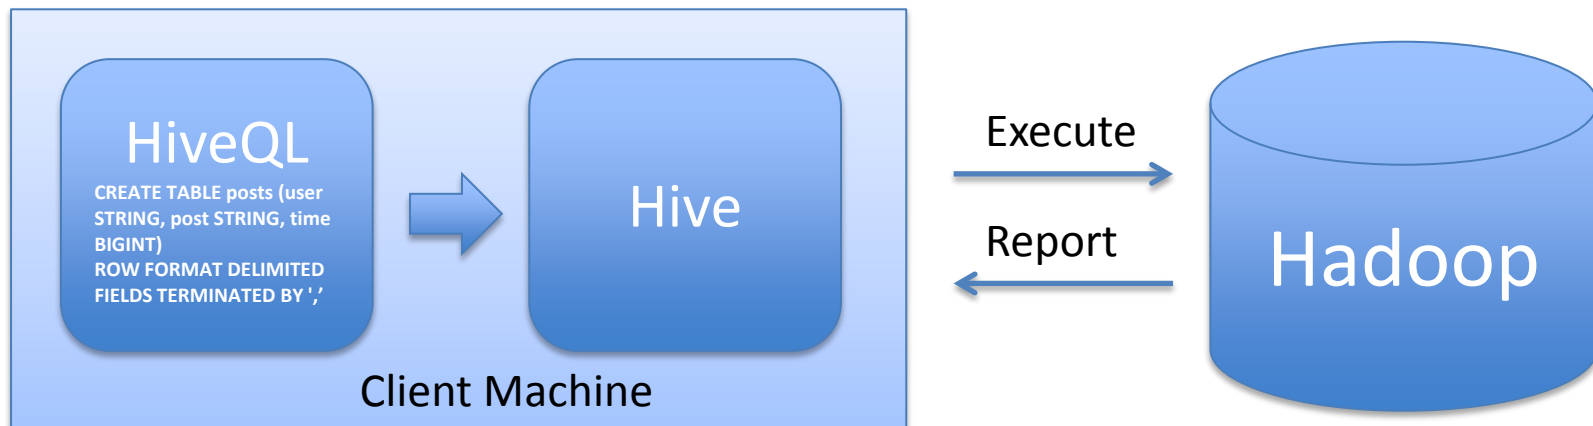 HiveQL
CREATE TABLE posts (user
STRING, post STRING, time
BIGINT)
ROW FORMAT DELIMITED
FIELDS TERMINATED BY ',’
Hive
Client Machine
Execute
Report
Hadoop